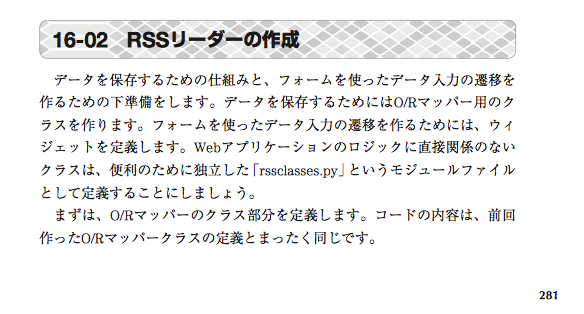 16-02 RSSリーダーの作成
データを保存するための仕組みと、フォームを使ったデータ入力の遷移を
作るための下準備をします。データを保存するためにはO/Rマッパー用のク
ラスを作ります。フォームを使ったデータ入力の遷移を作るためには、ウィ
ジェットを定義します。Webアプリケーションのロジックに直接関係のない
クラスは、便利のために独立した「rssclasses.py」というモジュールファイル
として定義することにしましょう。
まずは、O/Rマッパーのクラス部分を定義します。コードの内容は、前回
作ったO/Rマッパークラスの定義とまったく同じです。
281